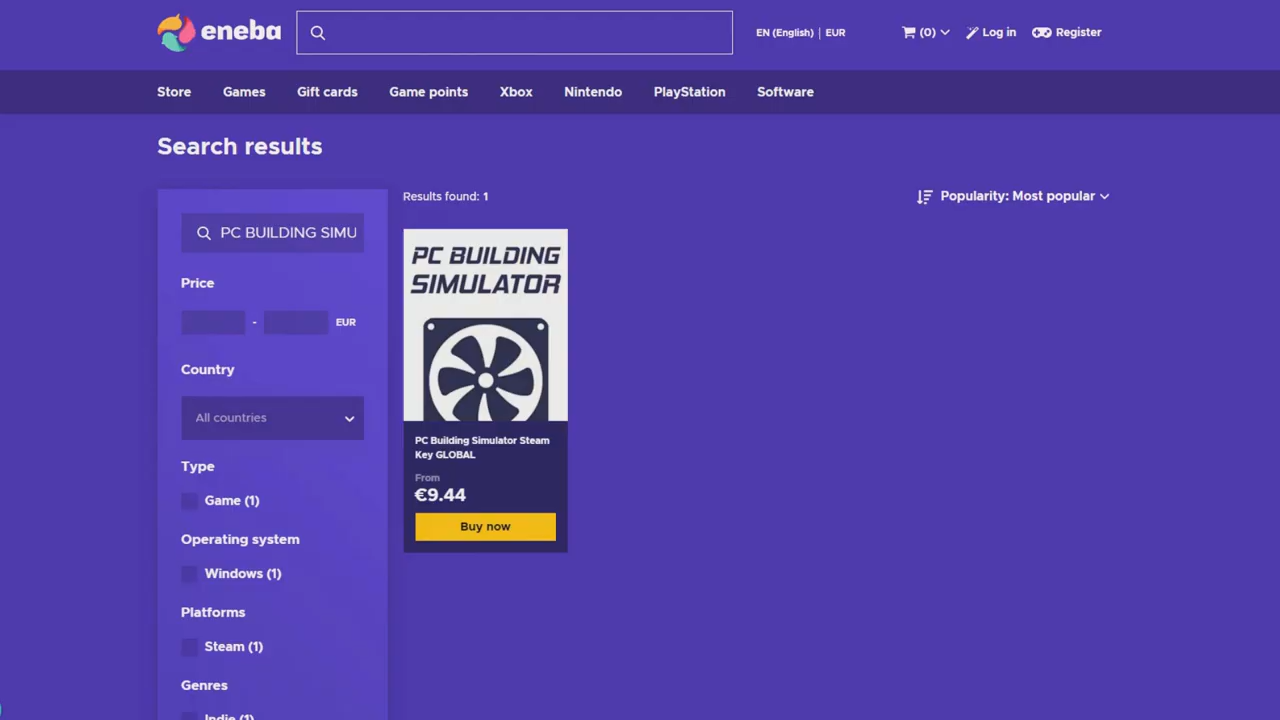 eneba
EN (English) | EUR
(0)
Log in
Register
Store
Games
Gift cards
Game points
Xbox
Nintendo
PlayStation
Software
Search results
PC BUILDING SIMU
Price
- EUR
Country
All countries
Type
Game (1)
Operating system
Windows (1)
Platforms
Steam (1)
Genres
Indie (1)
Results found: 1
Popularity: Most popular
PC BUILDING
SIMULATOR
PC Building Simulator Steam
Key GLOBAL
From
€9.44
Buy now